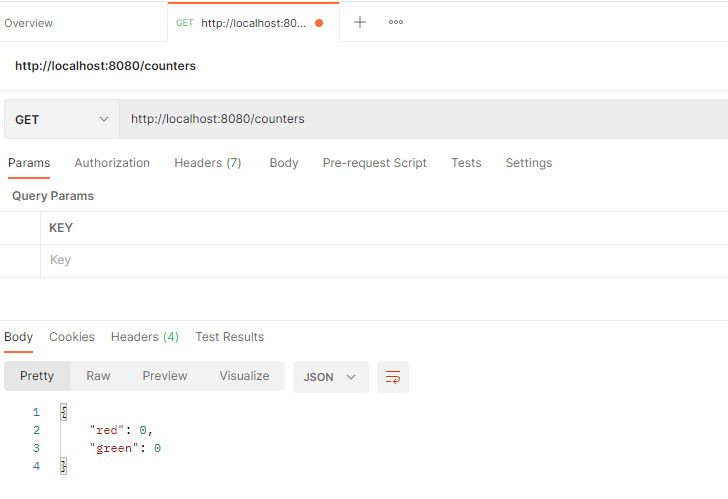 Overview GET http://localhost:80... + ooo
http://localhost:8080/counters
GET http://localhost:8080/counters
Params Authorization Headers (7) Body Pre-request Script Tests Settings
Query Params
KEY
Key
Body Cookies Headers (4) Test Results
Pretty Raw Preview Visualize JSON
1 {
2 "red": 0,
3 "green": 0
4 }